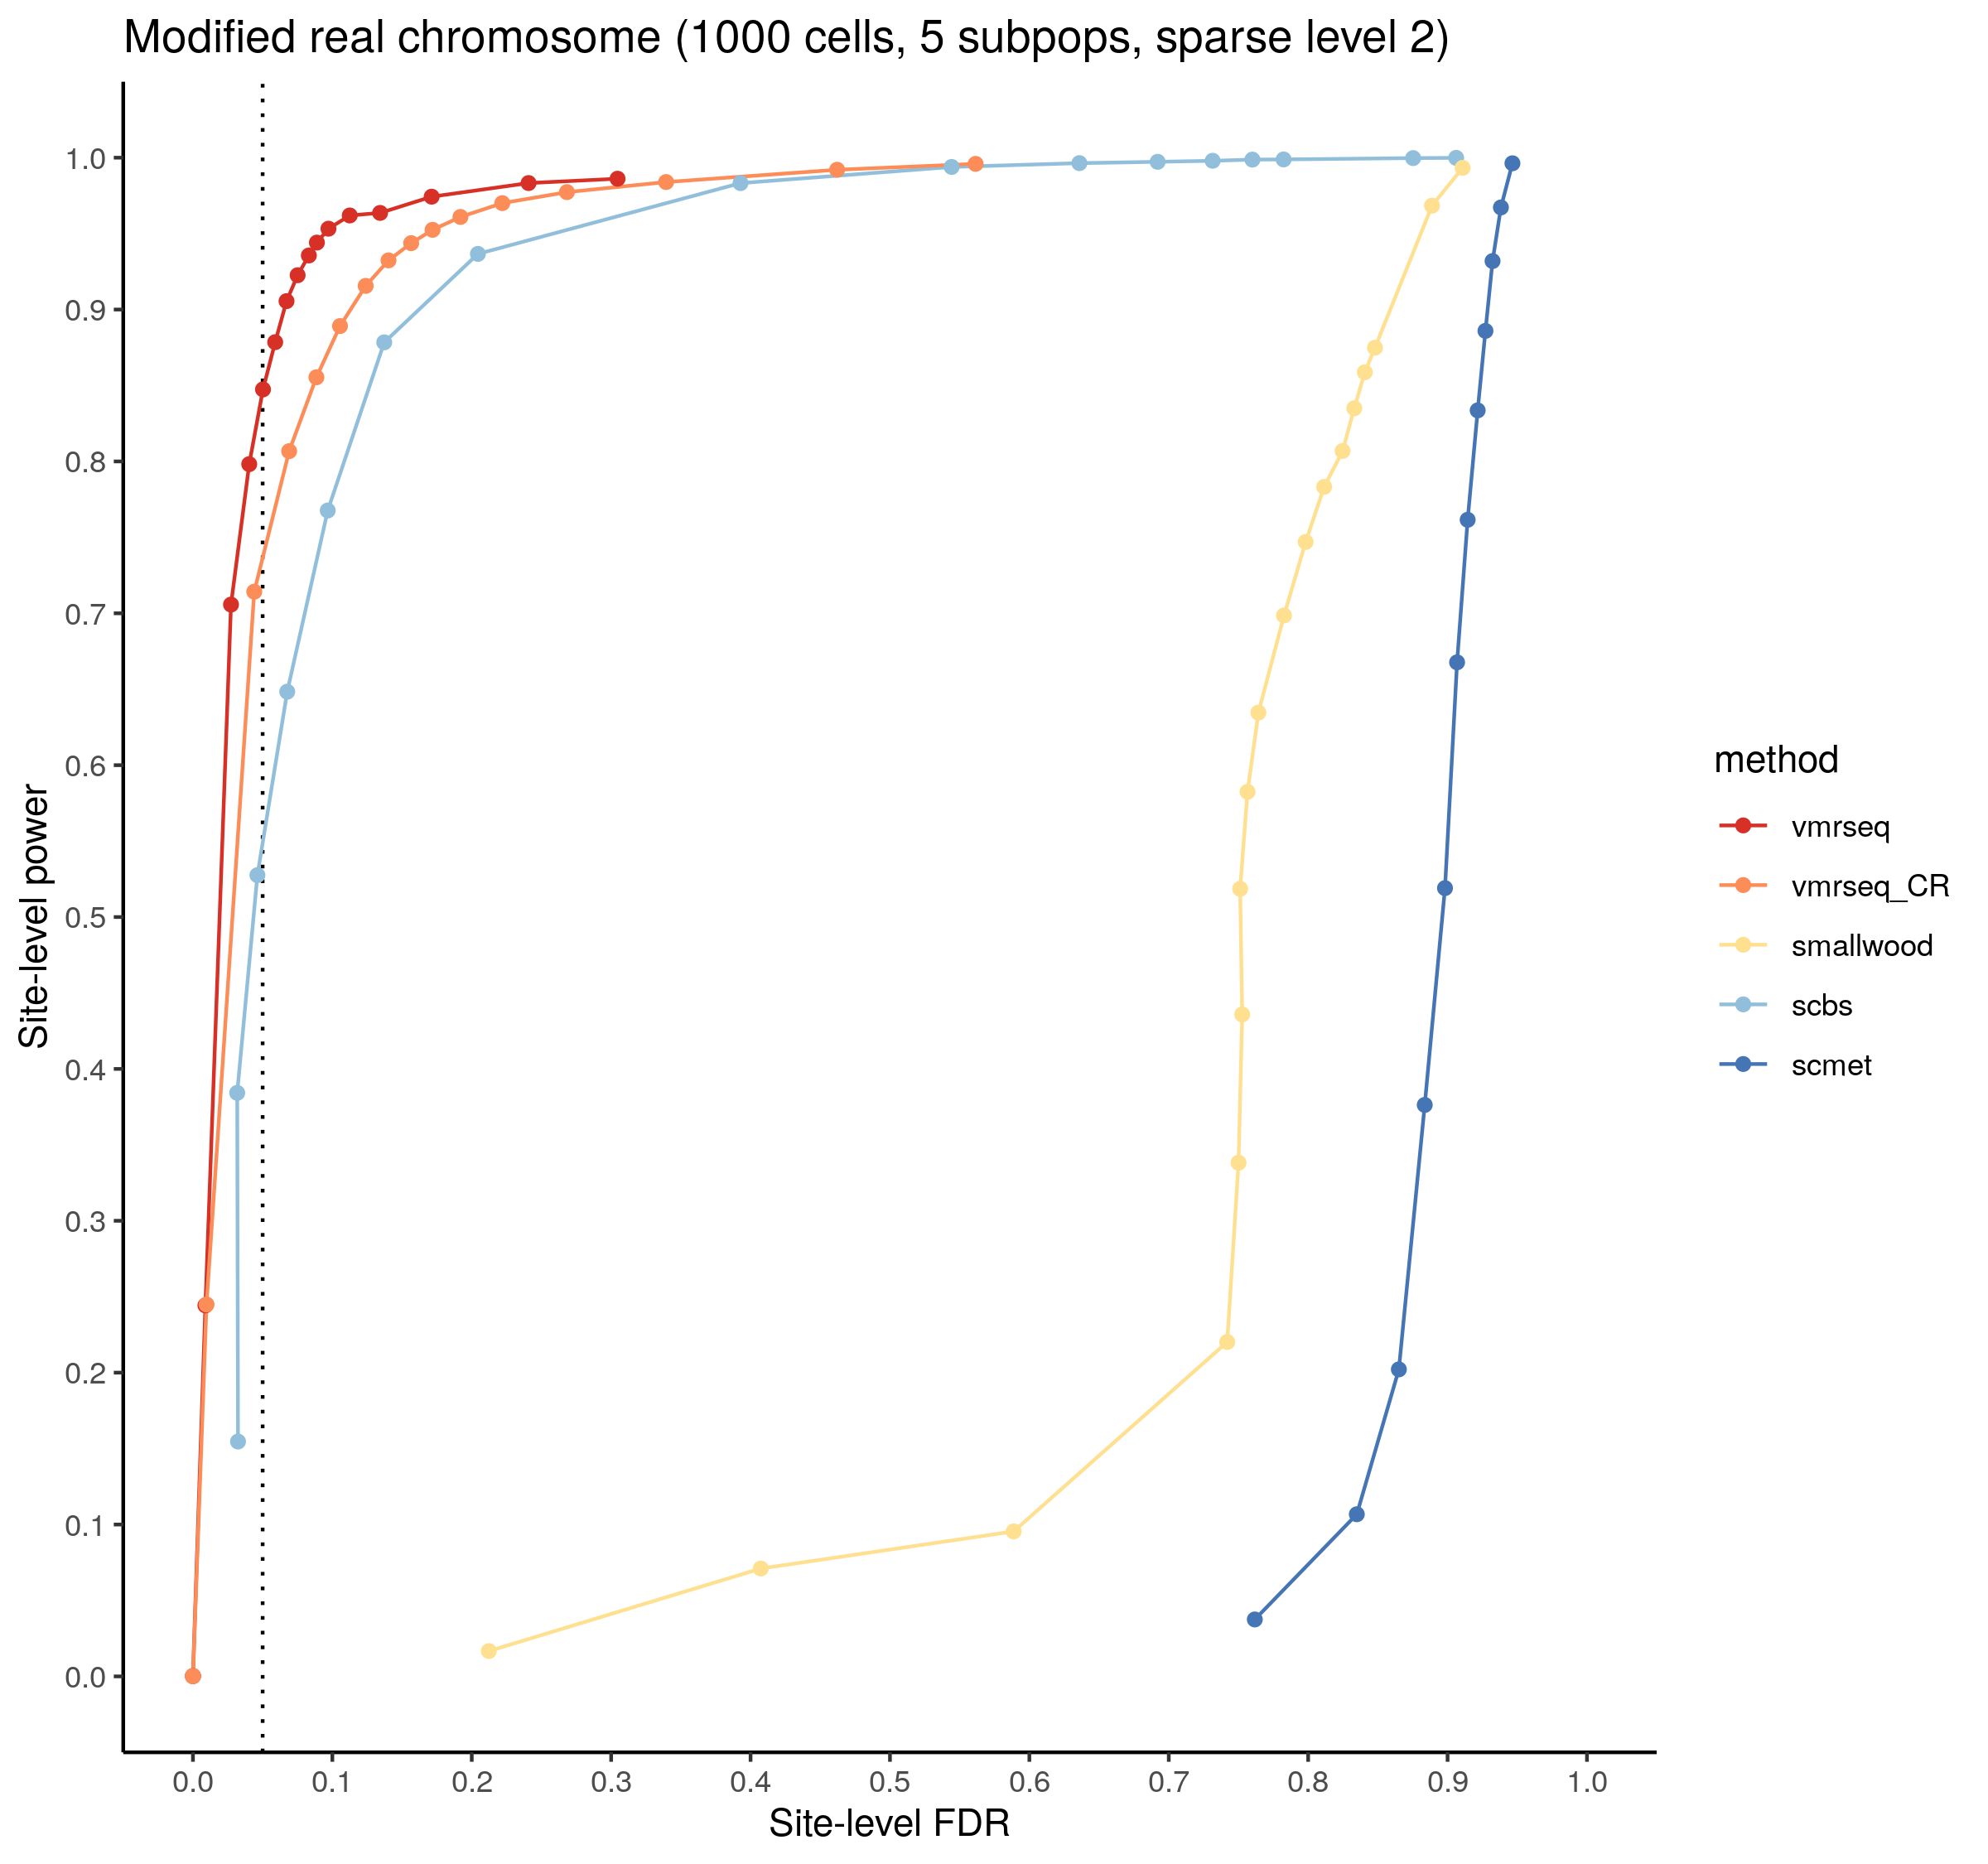 Modified real chromosome (1000 cells, 5 subpops, sparse level 2)
1.0
0.9
0.8
0.7
0.6
0.5
0.4
0.3
0.2
0.1
0.0
Site-level power
0.0 0.1 0.2 0.3 0.4 0.5 0.6 0.7 0.8 0.9 1.0
Site-level FDR
method
vmrseq
vmrseq_CR
smallwood
scbs
scmet